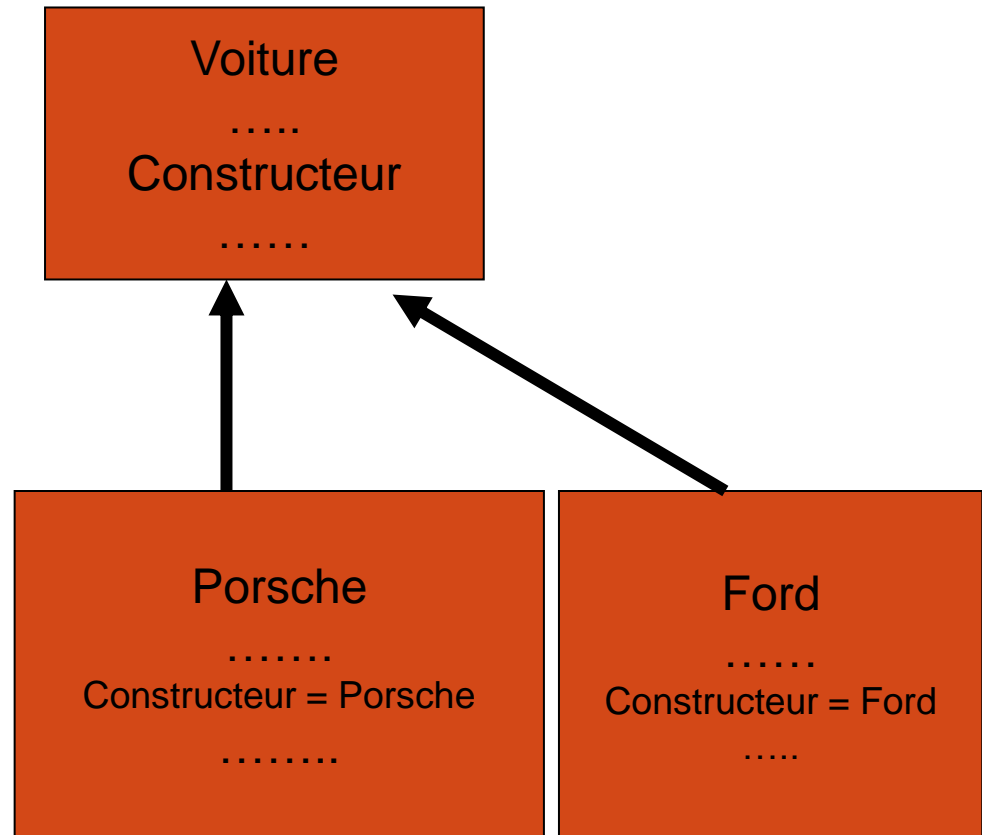 Voiture
…..
Constructeur
……
Porsche
…….
Constructeur = Porsche
……..
Ford
……
Constructeur = Ford
…..